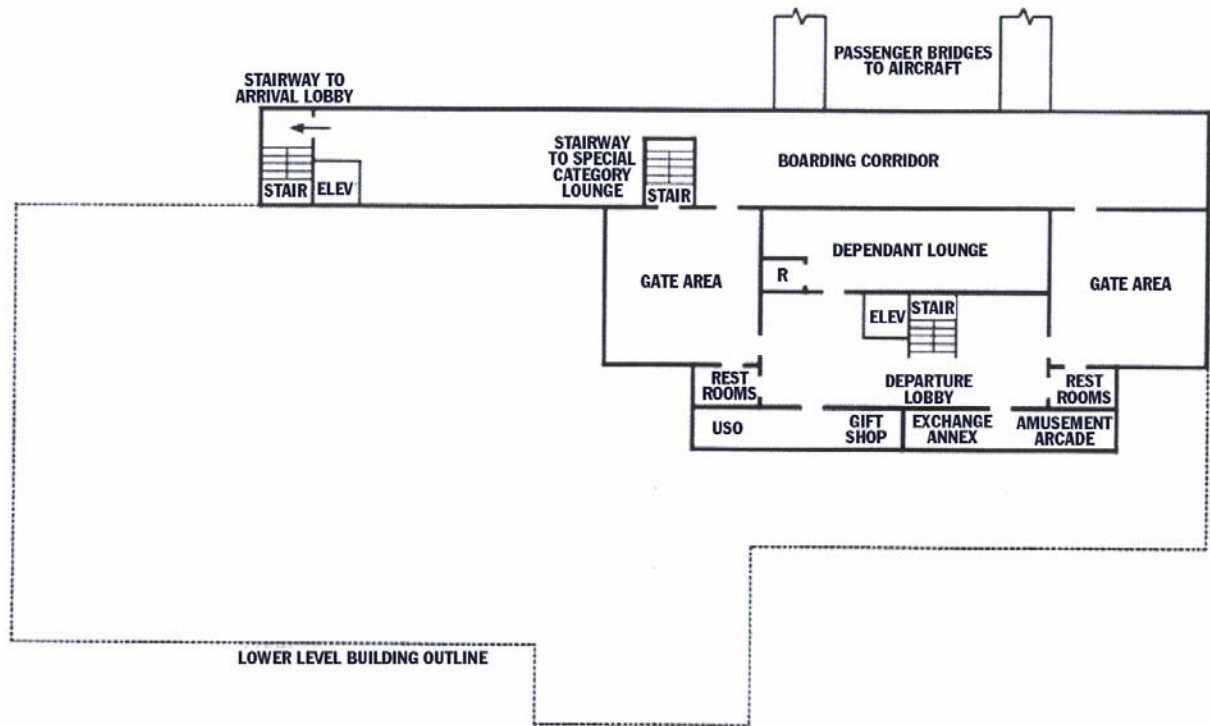 PASSENGER BRIDGES
TO AIRCRAFT
STAIRWAY TO
ARRIVAL LOBBY
STAIRWAY
TO SPECIAL
CATEGORY
LOUNGE
BOARDING CORRIDOR
STAIR
ELEV
STAIR
DEPENDANT LOUNGE
GATE AREA
R
GATE AREA
ELEV
STAIR
REST
ROOMS
DEPARTURE
LOBBY
REST
ROOMS
USO
GIFT
SHOP
EXCHANGE
ANNEX
AMUSEMENT
ARCADE
LOWER LEVEL BUILDING OUTLINE